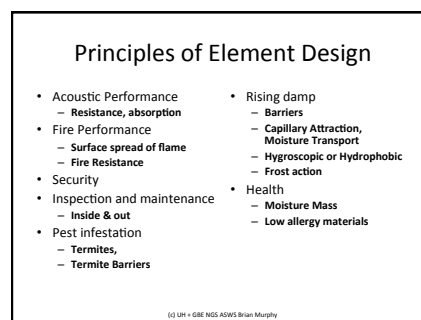 Principles of Element Design
• Acoustic Performance
– Resistance, absorption
• Fire Performance
– Surface spread of flame
– Fire Resistance
• Security
• Inspection and maintenance
– Inside & out
• Pest infestation
– Termites,
– Termite Barriers
• Rising damp
– Barriers
– Capillary Attraction,
Moisture Transport
– Hygroscopic or Hydrophobic
– Frost action
• Health
– Moisture Mass
– Low allergy materials
(c) UH + GBE NGS ASWS Brian Murphy